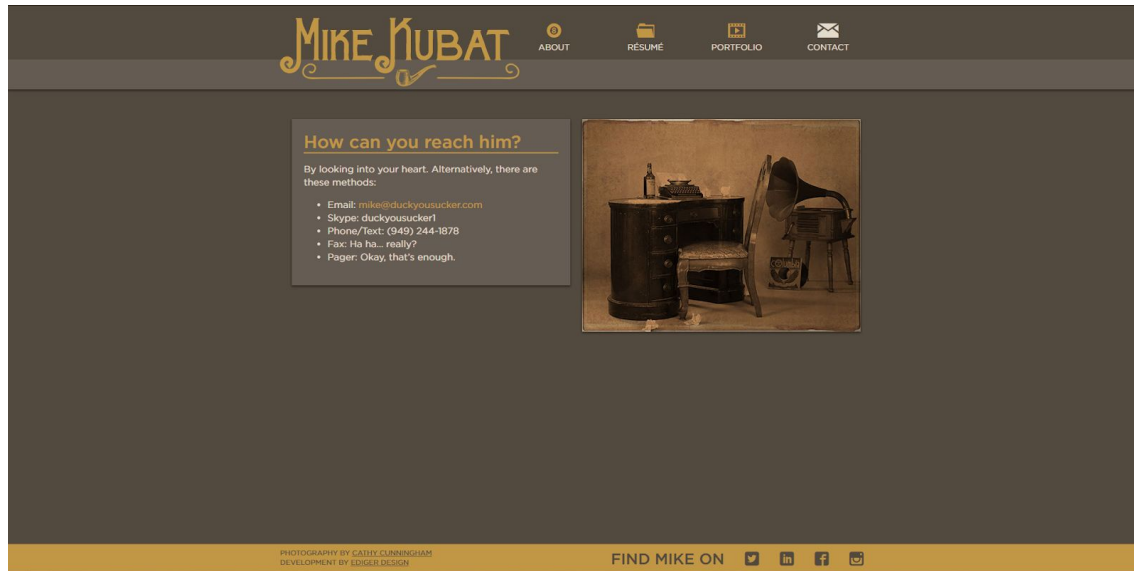 MIKE KUBAT
ABOUT
RÉSUMÉ
PORTFOLIO
CONTACT
How can you reach him?
By looking into your heart. Alternatively, there are
these methods:
• Email: mike@duckyousucker.com
• Skype: duckyousucker1
• Phone/Text: (949) 244-1878
• Fax: Ha ha... really?
• Pager: Okay, that's enough.
PHOTOGRAPHY BY CATHY CUNNINGHAM
DEVELOPMENT BY EDIGER DESIGN
FIND MIKE ON